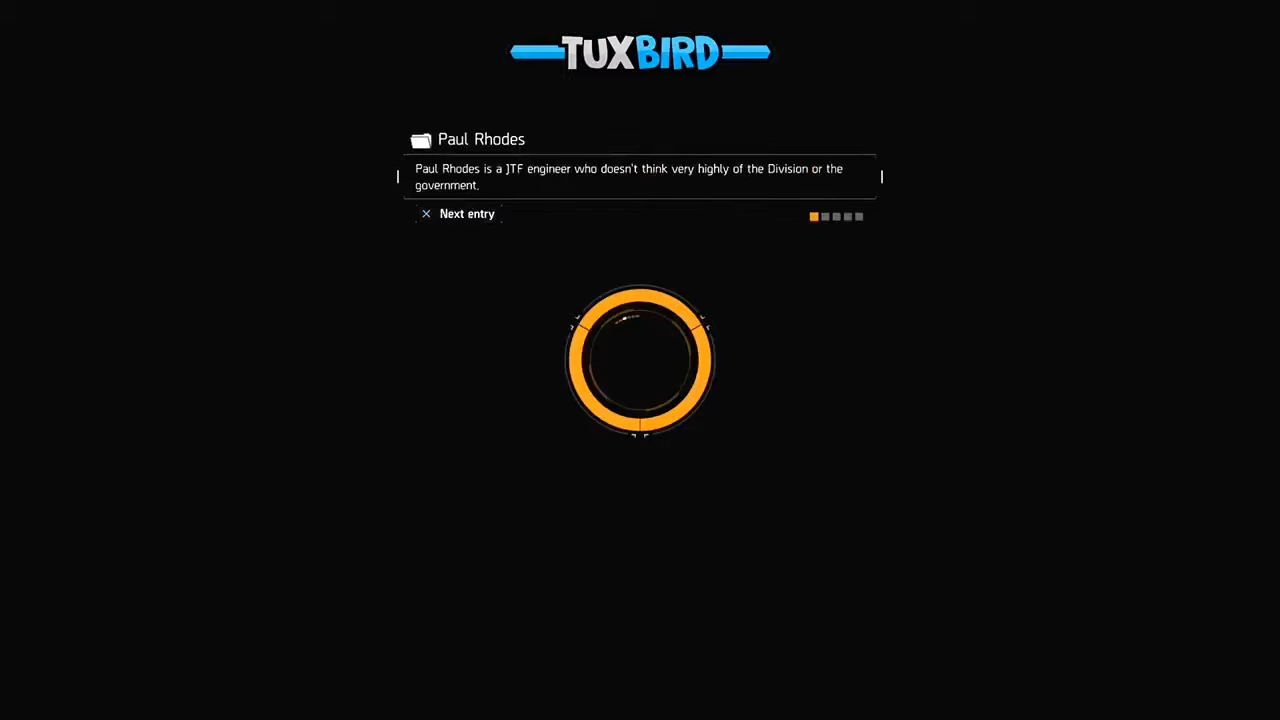 TUXBIRD
Paul Rhodes
Paul Rhodes is a JTF engineer who doesn't think very highly of the Division or the
government.
Next entry